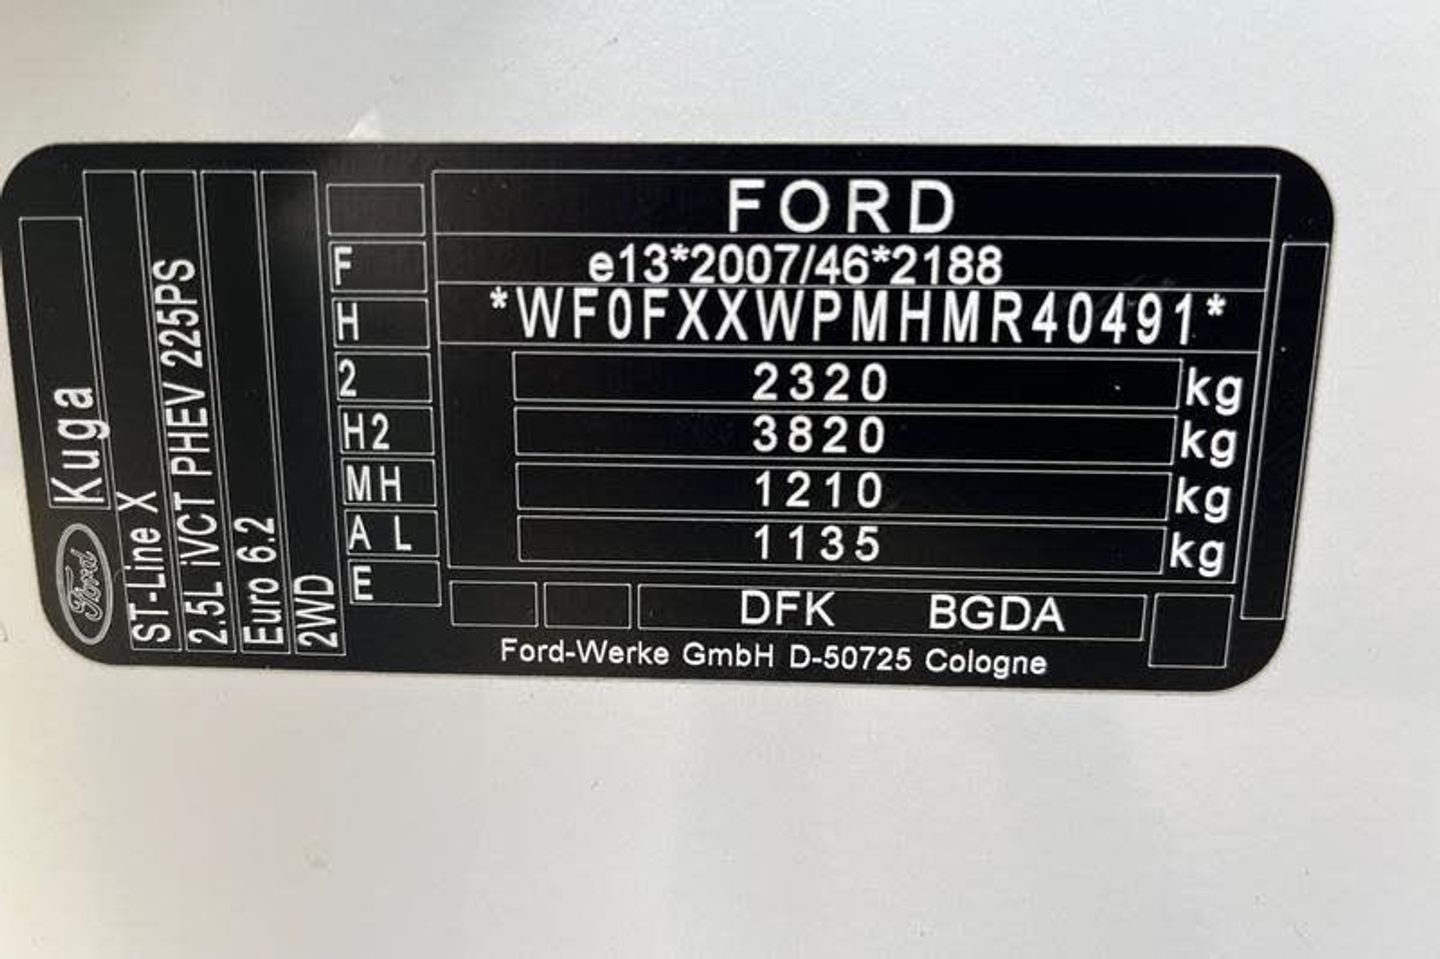 FORD
e13*2007/46*2188
*WF0FXXWPMHMR40491*
2320 kg
3820 kg
1210 kg
1135 kg
DFK BGDA
Ford-Werke GmbH D-50725 Cologne
F
H
2
H2
MH
A L
E
Ford Kuga
ST-Line X
2.5L iVCT PHEV 225PS
Euro 6.2
2WD